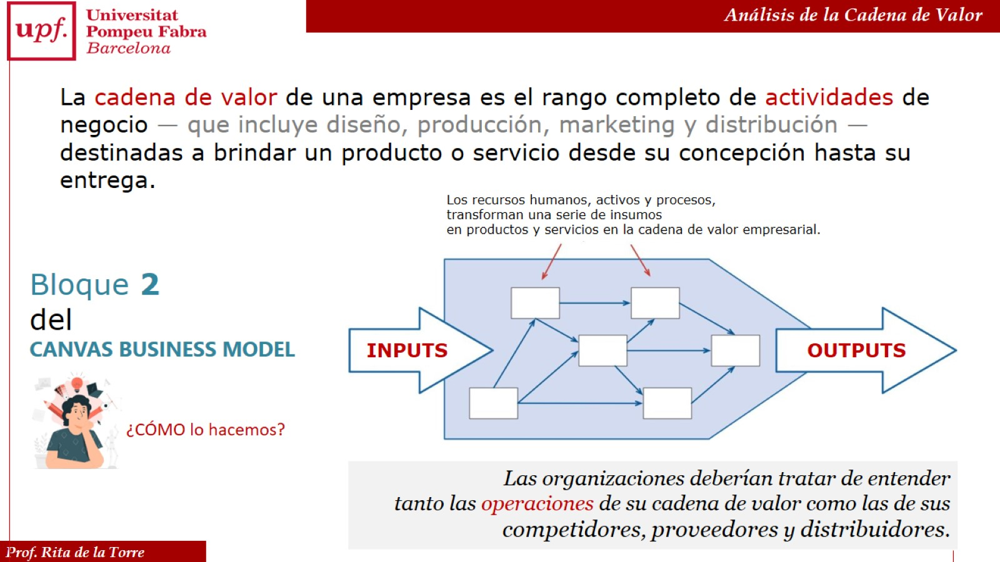 upf.
Universitat
Pompeu Fabra
Barcelona
Análisis de la Cadena de Valor
La cadena de valor de una empresa es el rango completo de actividades de
negocio — que incluye diseño, producción, marketing y distribución —
destinadas a brindar un producto o servicio desde su concepción hasta su
entrega.
Los recursos humanos, activos y procesos,
transforman una serie de insumos
en productos y servicios en la cadena de valor empresarial.
Bloque 2
del
CANVAS BUSINESS MODEL
¿CÓMO lo hacemos?
INPUTS
OUTPUTS
Las organizaciones deberían tratar de entender
tanto las operaciones de su cadena de valor como las de sus
competidores, proveedores y distribuidores.
Prof. Rita de la Torre